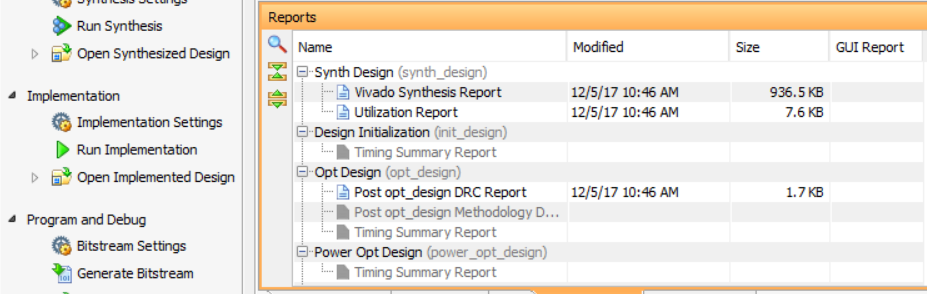 Synthesis Settings
Run Synthesis
Open Synthesized Design
Implementation
Implementation Settings
Run Implementation
Open Implemented Design
Program and Debug
Bitstream Settings
Generate Bitstream
Reports
Name Modified Size GUI Report
Synth Design (synth_design)
Vivado Synthesis Report 12/5/17 10:46 AM 936.5 KB
Utilization Report 12/5/17 10:46 AM 7.6 KB
Design Initialization (init_design)
Timing Summary Report
Opt Design (opt_design)
Post opt_design DRC Report 12/5/17 10:46 AM 1.7 KB
Post opt_design Methodology D...
Timing Summary Report
Power Opt Design (power_opt_design)
Timing Summary Report